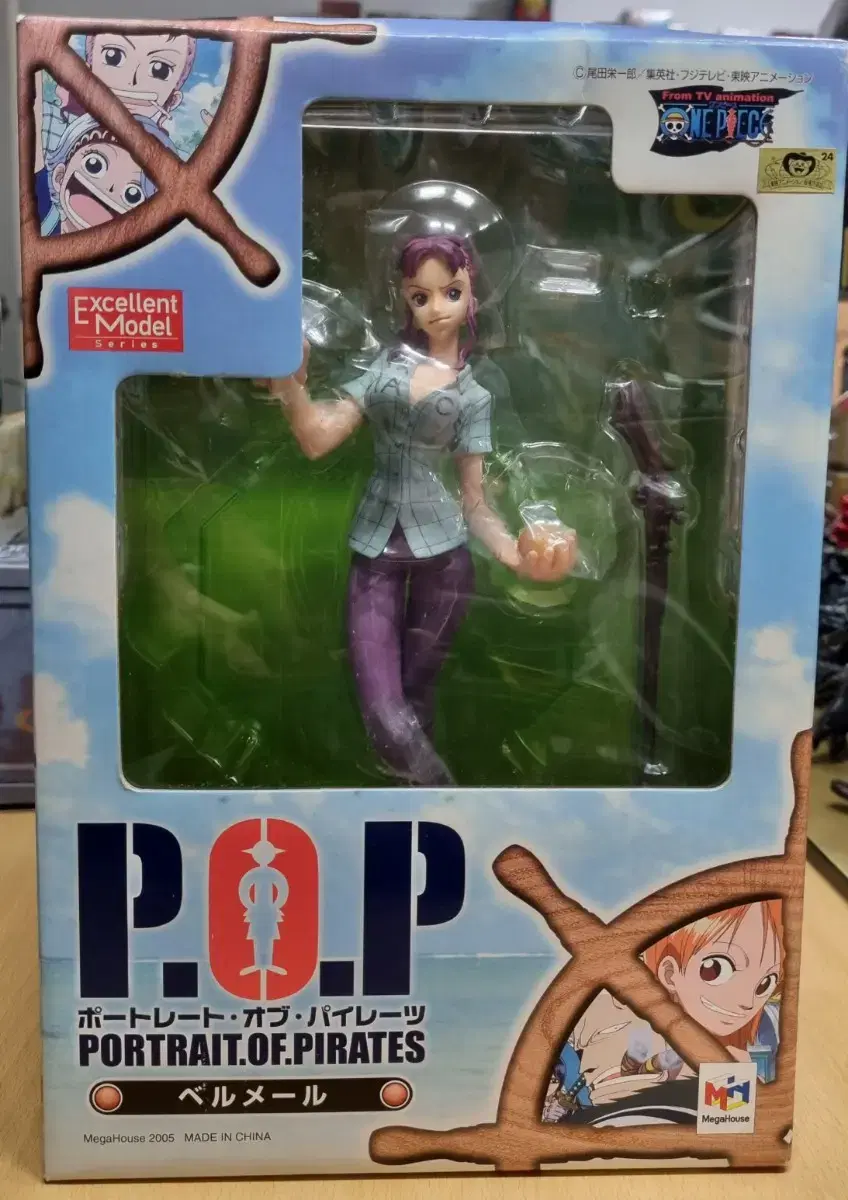 © 尾田栄一郎／集英社・フジテレビ・東映アニメーション
From TV animation
ONE PIECE
24
Excellent
Model
Series
P.O.P
ポートレート・オブ・パイレーツ
PORTRAIT.OF.PIRATES
ベルメール
MegaHouse
MegaHouse 2005 MADE IN CHINA